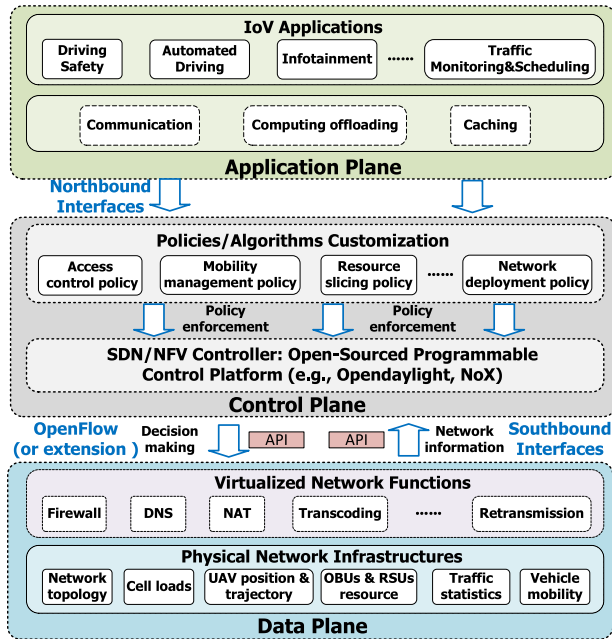 IoV Applications
Driving
Safety
Automated
Driving
Infotainment
......
Traffic
Monitoring&Scheduling
Communication
Computing offloading
Caching
Application Plane
Northbound
Interfaces
Policies/Algorithms Customization
Access
control policy
Mobility
management policy
Resource
slicing policy
......
Network
deployment policy
Policy
enforcement
Policy
enforcement
SDN/NFV Controller: Open-Sourced Programmable
Control Platform (e.g., Opendaylight, NoX)
Control Plane
OpenFlow
(or extension )
Decision
making
API
API
Network
information
Southbound
Interfaces
Virtualized Network Functions
Firewall
DNS
NAT
Transcoding
......
Retransmission
Physical Network Infrastructures
Network
topology
Cell loads
UAV position &
trajectory
OBUs & RSUs
resource
Traffic
statistics
Vehicle
mobility
Data Plane